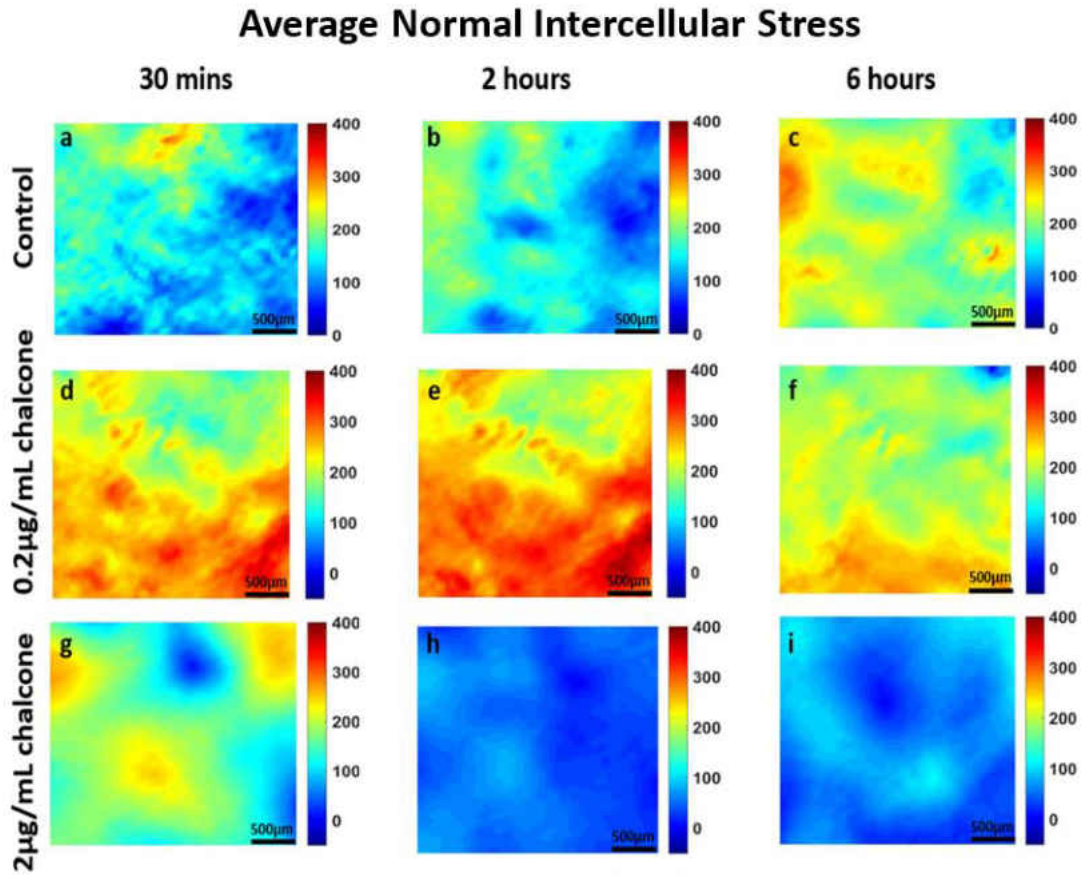 Average Normal Intercellular Stress
30 mins
2 hours
6 hours
Control
a
500µm
400
300
200
100
0
b
500µm
400
300
200
100
0
c
500µm
400
300
200
100
0
0.2µg/mL chalcone
d
500µm
400
300
200
100
0
e
500µm
400
300
200
100
0
f
500µm
400
300
200
100
0
2µg/mL chalcone
g
500µm
400
300
200
100
0
h
500µm
400
300
200
100
0
i
500µm
400
300
200
100
0